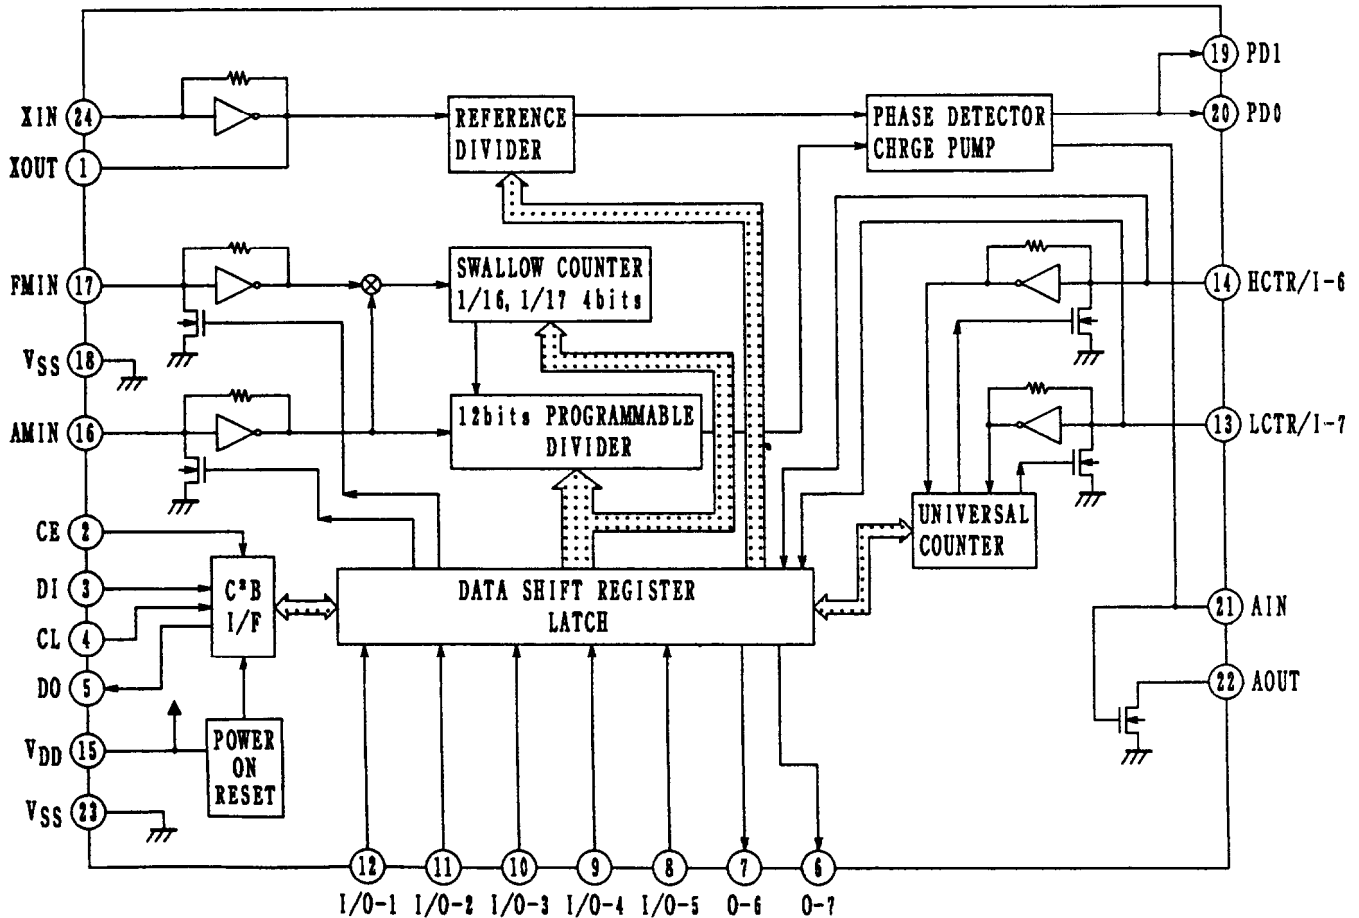 19 PD1
XIN 24
REFERENCE
DIVIDER
PHASE DETECTOR
CHRGE PUMP
20 PD0
XOUT 1
FMIN 17
SWALLOW COUNTER
1/16, 1/17 4bits
14 HCTR/I-6
VSS 18
AMIN 16
12bits PROGRAMMABLE
DIVIDER
13 LCTR/I-7
CE 2
UNIVERSAL
COUNTER
DI 3
C²B
I/F
DATA SHIFT REGISTER
LATCH
21 AIN
CL 4
DO 5
22 AOUT
VDD 15
POWER
ON
RESET
VSS 23
12 11 10 9 8 7 6
I/O-1 I/O-2 I/O-3 I/O-4 I/O-5 O-6 O-7